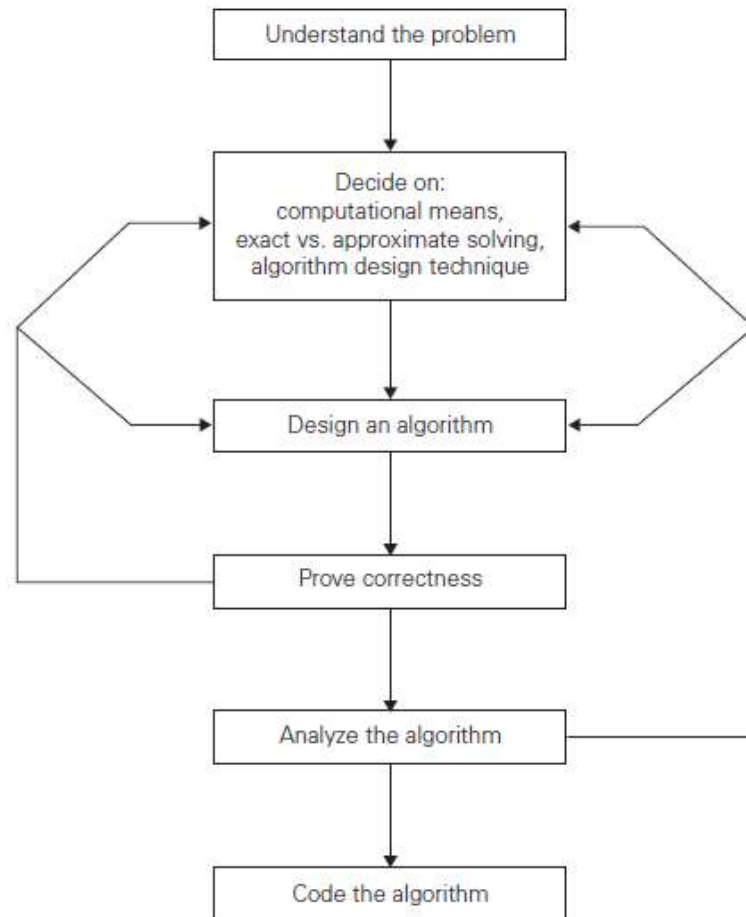 Understand the problem
Decide on:
computational means,
exact vs. approximate solving,
algorithm design technique
Design an algorithm
Prove correctness
Analyze the algorithm
Code the algorithm